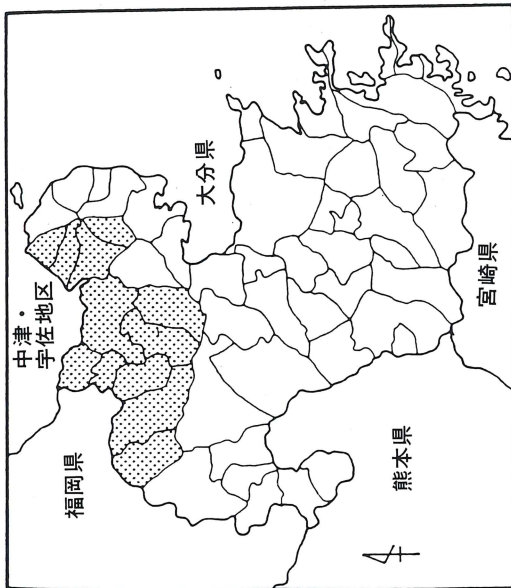 中津・
宇佐地区
福岡県
大分県
熊本県
宮崎県